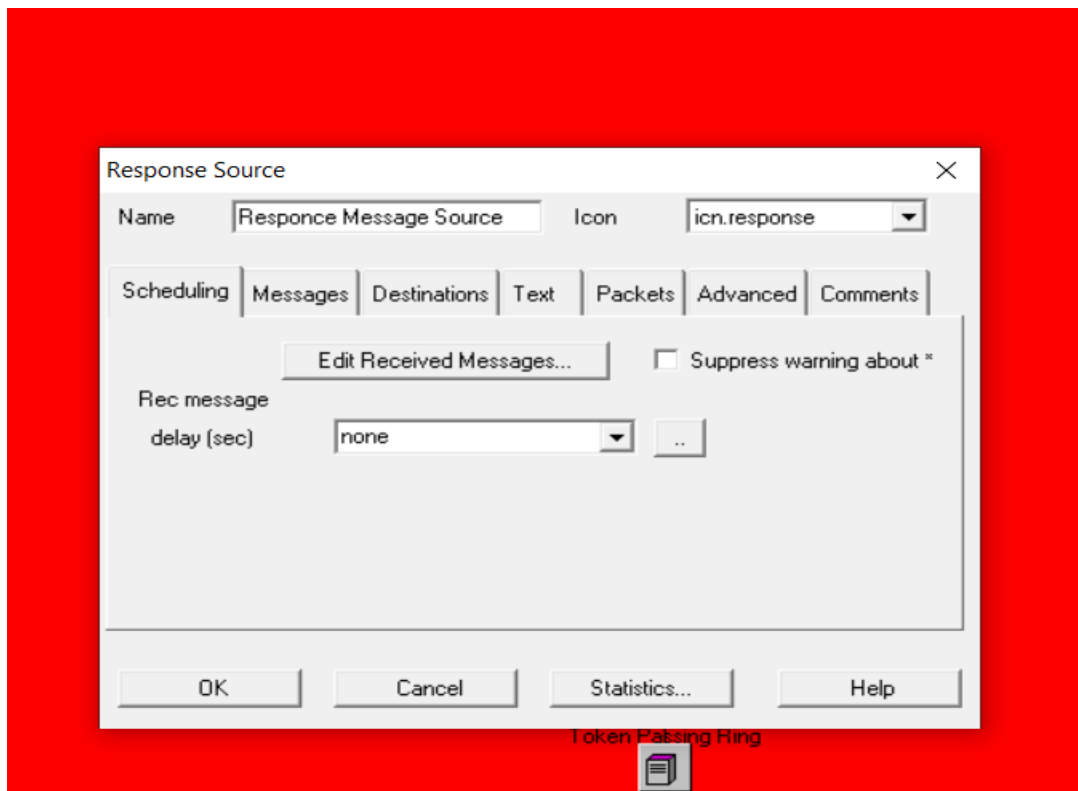 Response Source
Name Responce Message Source Icon icn.response
Scheduling Messages Destinations Text Packets Advanced Comments
Edit Received Messages... Suppress warning about *
Rec message
delay (sec) none ..
OK Cancel Statistics... Help
Token Passing Ring